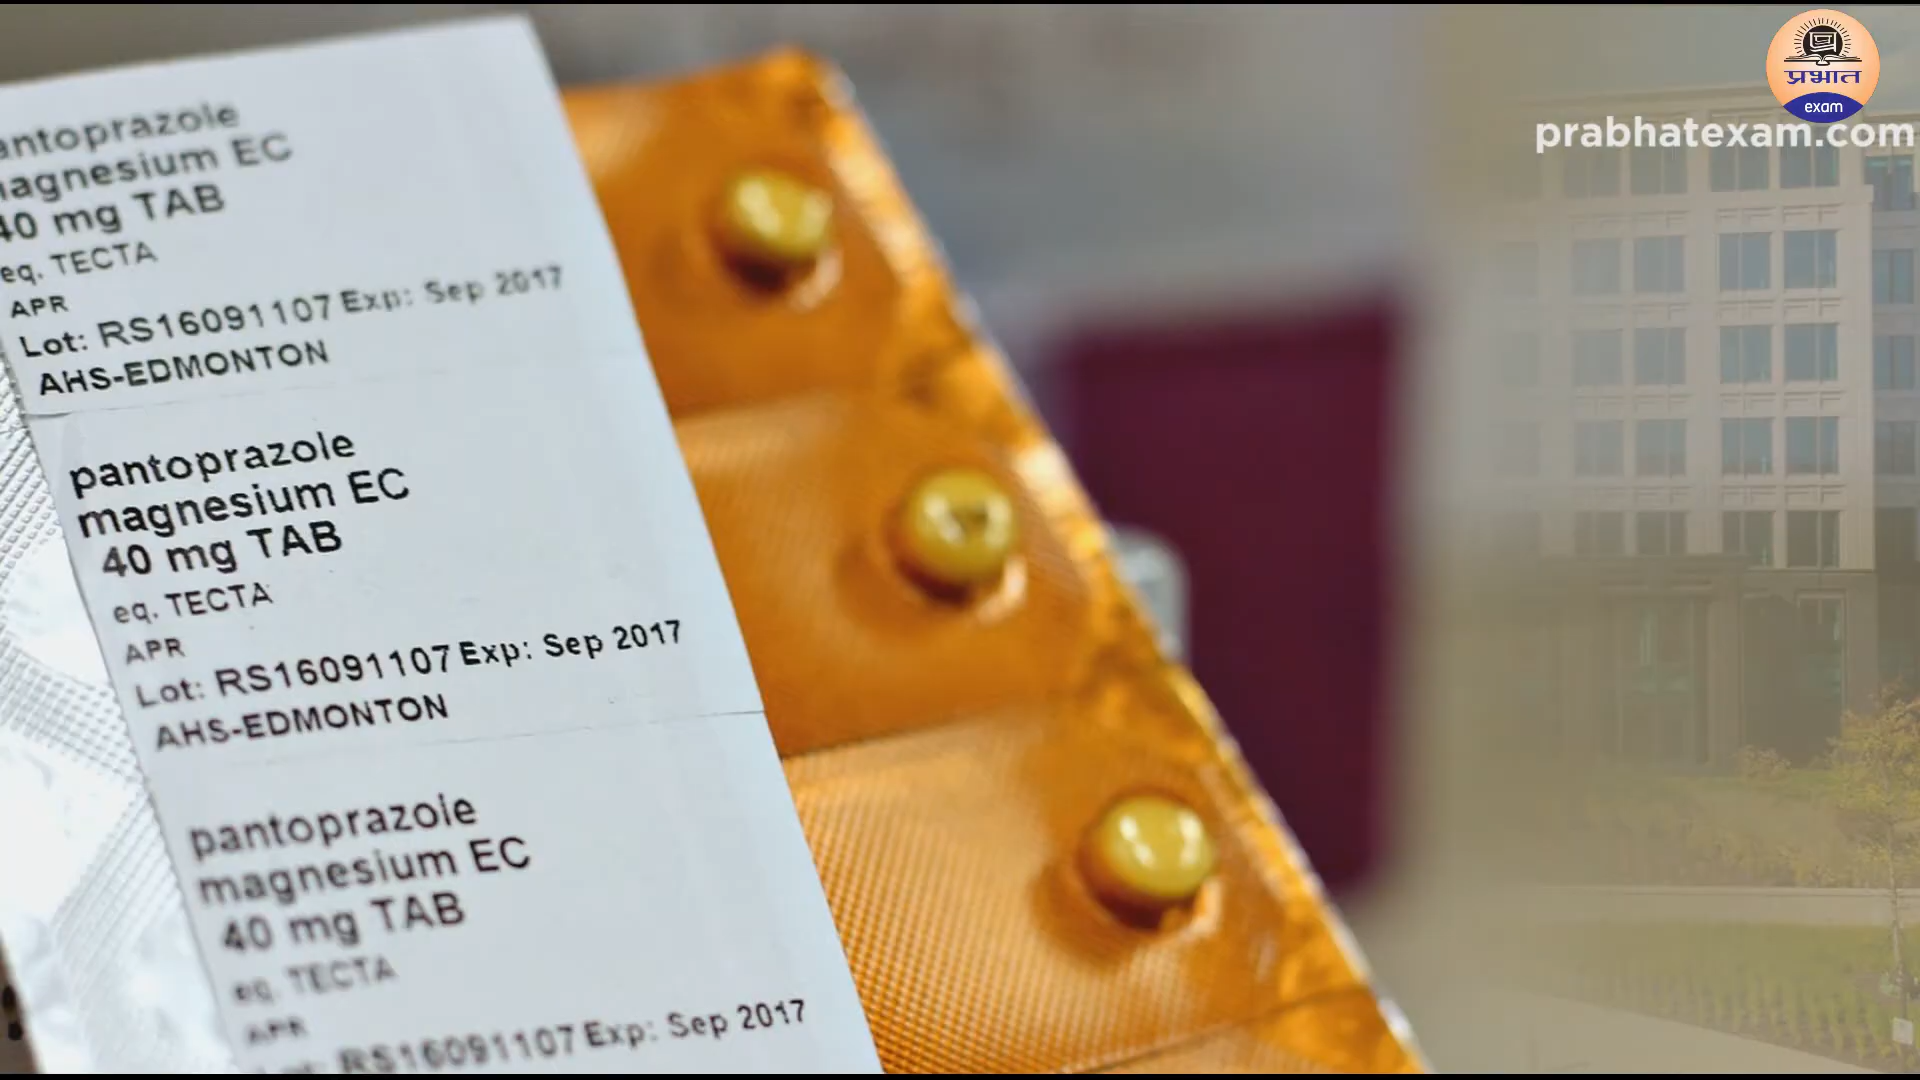 antoprazole
agnesium EC
40 mg TAB
eq. TECTA
APR
Lot: RS16091107 Exp: Sep 2017
AHS-EDMONTON
pantoprazole
magnesium EC
40 mg TAB
eq. TECTA
APR
Lot: RS16091107 Exp: Sep 2017
AHS-EDMONTON
pantoprazole
magnesium EC
40 mg TAB
eq. TECTA
APR
Lot: RS16091107 Exp: Sep 2017
प्रभात
exam
prabhatexam.com